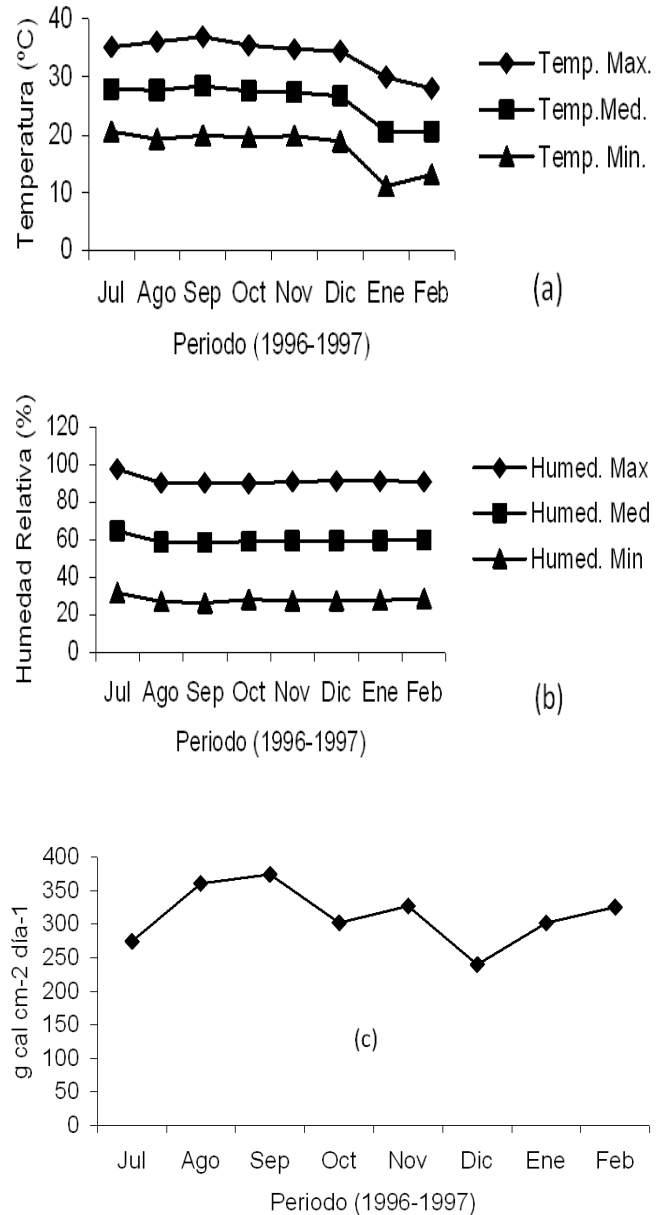 Temperatura (ºC)
40
30
20
10
0
Jul Ago Sep Oct Nov Dic Ene Feb
Periodo (1996-1997)
Temp. Max.
Temp.Med.
Temp. Min.
(a)
Humedad Relativa (%)
120
100
80
60
40
20
0
Jul Ago Sep Oct Nov Dic Ene Feb
Periodo (1996-1997)
Humed. Max
Humed. Med
Humed. Min
(b)
g cal cm-2 día-1
400
350
300
250
200
150
100
50
0
(c)
Jul Ago Sep Oct Nov Dic Ene Feb
Periodo (1996-1997)